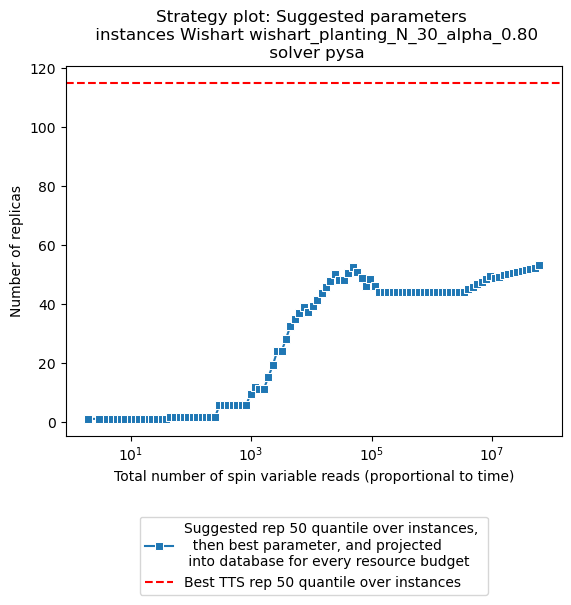 Strategy plot: Suggested parameters
instances Wishart wishart_planting_N_30_alpha_0.80
solver pysa
120
100
80
60
40
20
0
Number of replicas
10^1
10^3
10^5
10^7
Total number of spin variable reads (proportional to time)
Suggested rep 50 quantile over instances,
then best parameter, and projected
into database for every resource budget
Best TTS rep 50 quantile over instances